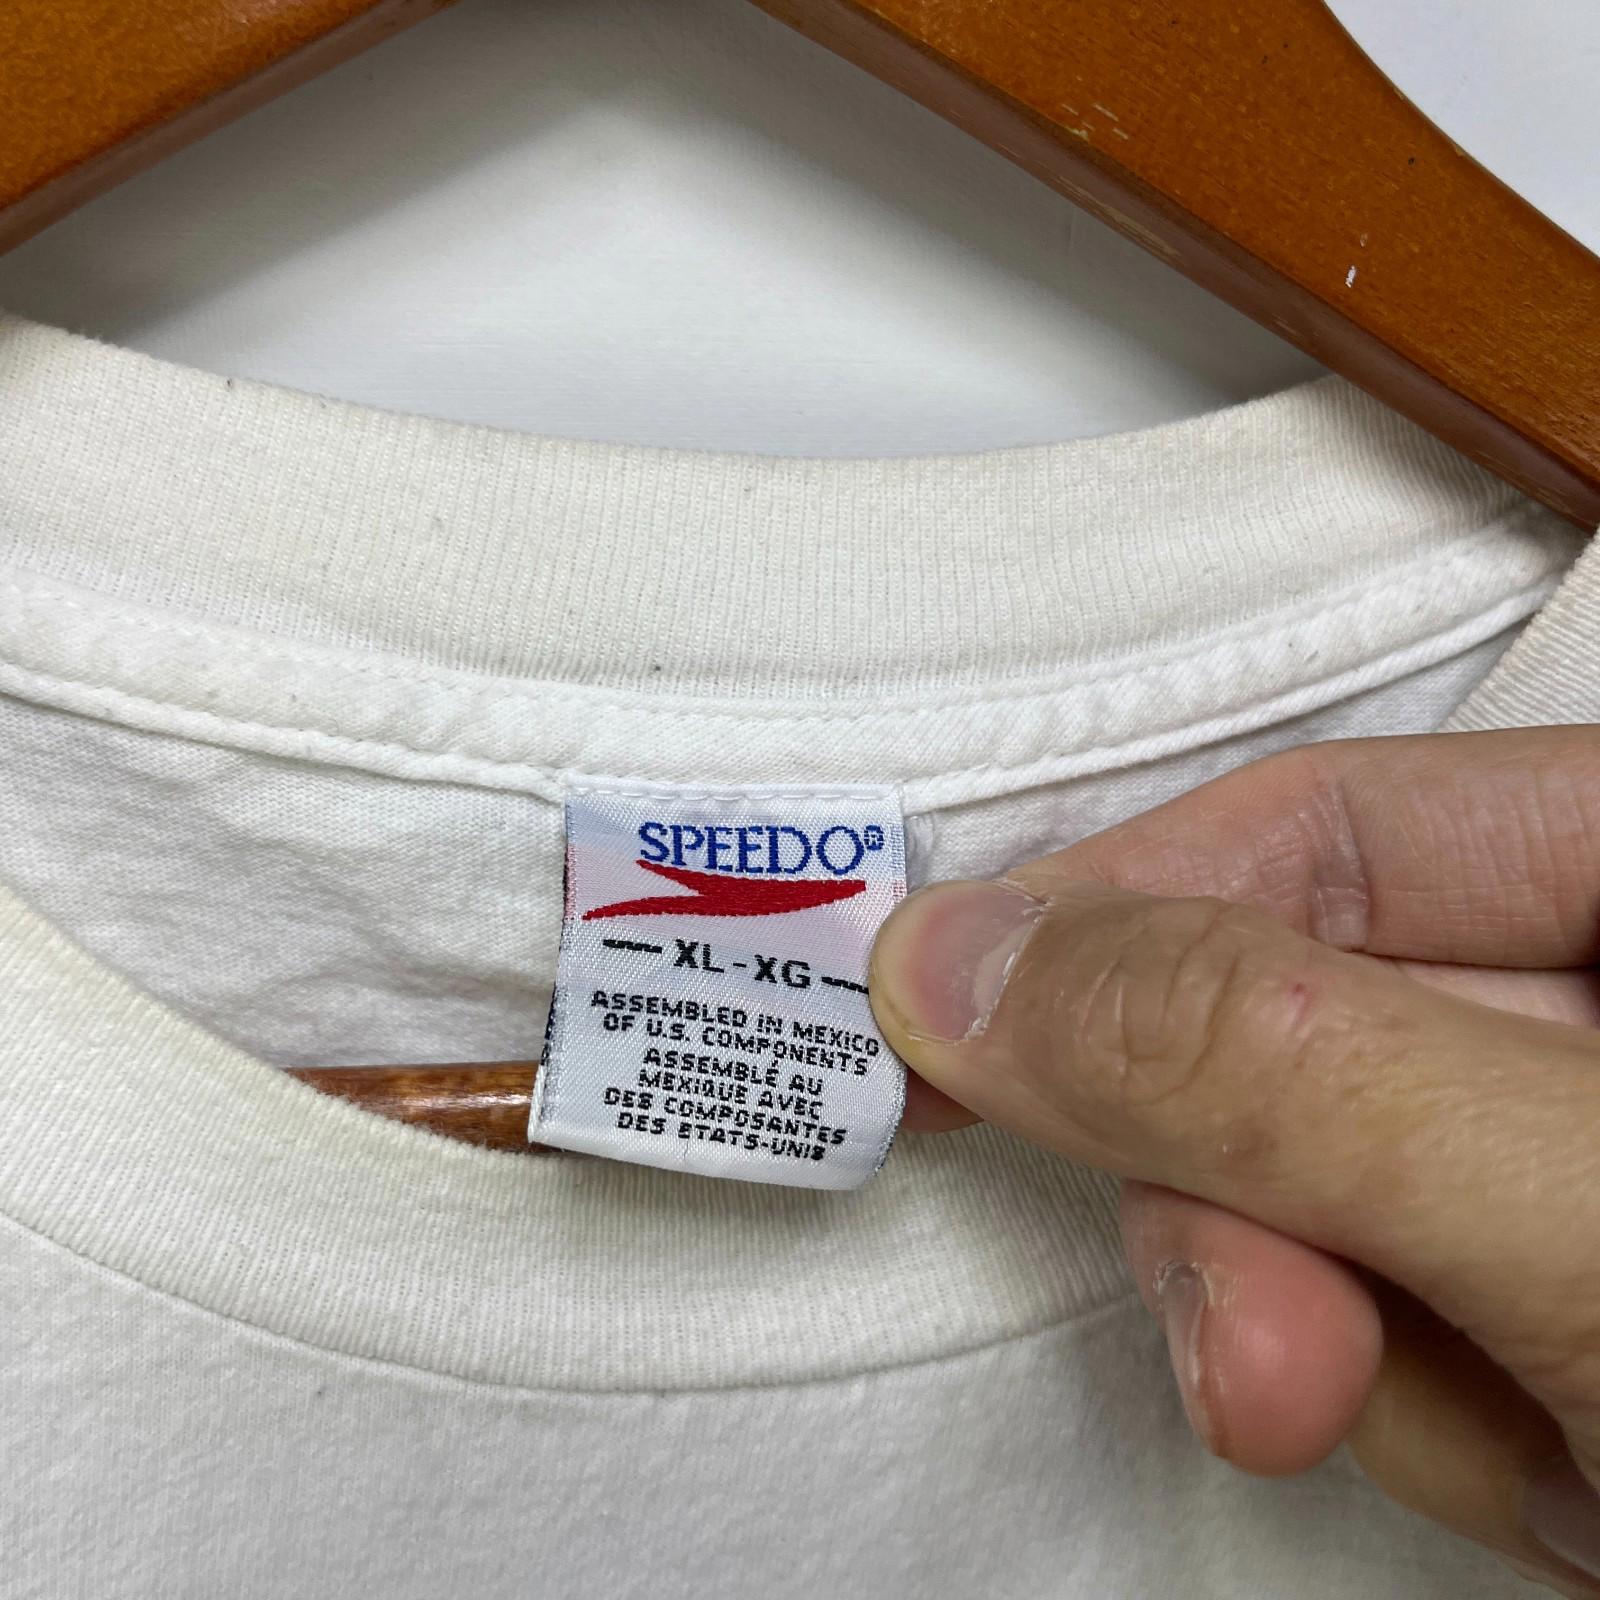 SPEEDO®
XL-XG
ASSEMBLED IN MEXICO
OF U.S. COMPONENTS
ASSEMBLÉ AU
MEXIQUE AVEC
DES COMPOSANTES
DES ETATS-UNIS